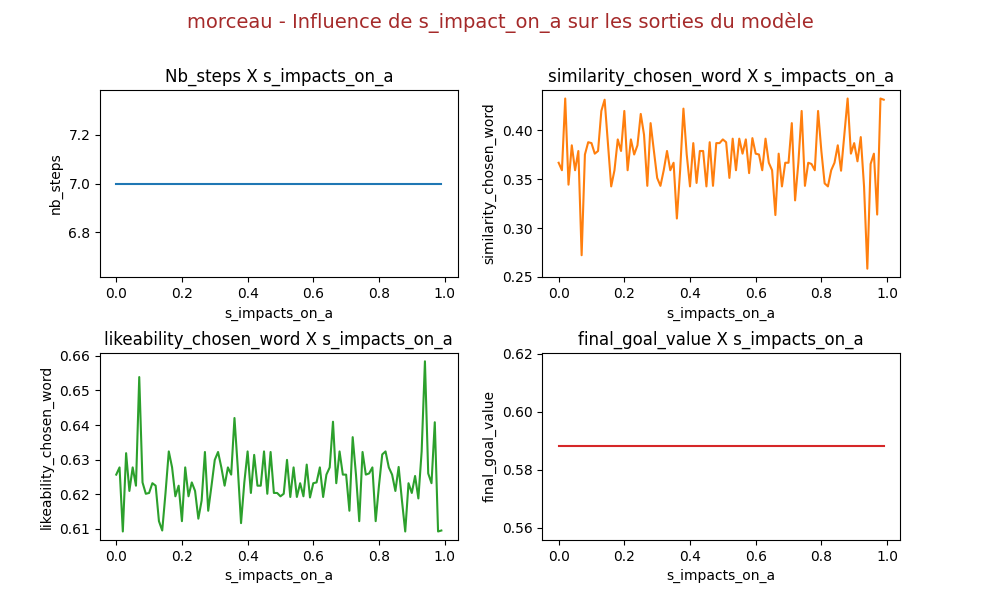 morceau - Influence de s_impact_on_a sur les sorties du modèle
Nb_steps X s_impacts_on_a
nb_steps
7.2
7.0
6.8
0.0 0.2 0.4 0.6 0.8 1.0
s_impacts_on_a
similarity_chosen_word X s_impacts_on_a
similarity_chosen_word
0.40
0.35
0.30
0.25
0.0 0.2 0.4 0.6 0.8 1.0
s_impacts_on_a
likeability_chosen_word X s_impacts_on_a
likeability_chosen_word
0.66
0.65
0.64
0.63
0.62
0.61
0.0 0.2 0.4 0.6 0.8 1.0
s_impacts_on_a
final_goal_value X s_impacts_on_a
final_goal_value
0.62
0.60
0.58
0.56
0.0 0.2 0.4 0.6 0.8 1.0
s_impacts_on_a